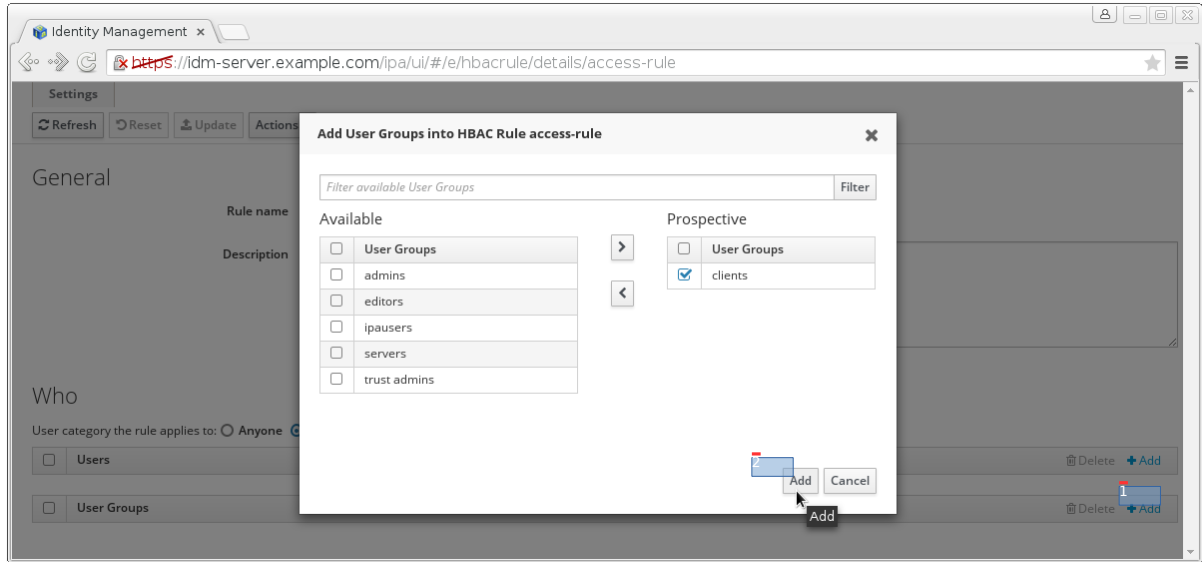 Identity Management ×
https://idm-server.example.com/ipa/ui/#/e/hbacrule/details/access-rule
Settings
Refresh Reset Update Actions
Add User Groups into HBAC Rule access-rule
General
Filter available User Groups Filter
Rule name
Available Prospective
Description
User Groups User Groups
admins clients
editors
ipausers
servers
trust admins
Who
User category the rule applies to: Anyone
Users Delete Add
2
Add Cancel
1
User Groups Delete Add
Add